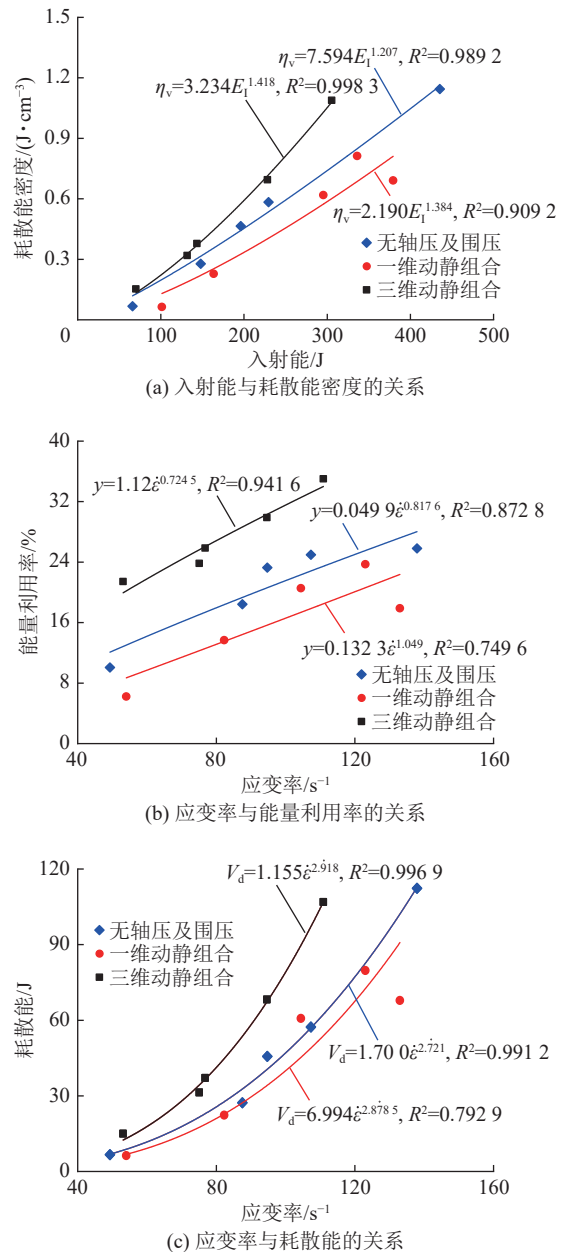 1.5
η_v=7.594E_I^1.207, R²=0.989 2
1.2
η_v=3.234E_I^1.418, R²=0.998 3
耗散能密度/(J·cm⁻³)
0.9
0.6
η_v=2.190E_I^1.384, R²=0.909 2
无轴压及围压
0.3
一维动静组合
三维动静组合
0 100 200 300 400 500
入射能/J
(a) 入射能与耗散能密度的关系
40
y=1.12ε̇^0.724 5, R²=0.941 6
32
y=0.049 9ε̇^0.817 6, R²=0.872 8
能量利用率/%
24
16
y=0.132 3ε̇^1.049, R²=0.749 6
无轴压及围压
8
一维动静组合
三维动静组合
0
40 80 120 160
应变率/s⁻¹
(b) 应变率与能量利用率的关系
120
V_d=1.155ε̇^2.918, R²=0.996 9
无轴压及围压
90
一维动静组合
三维动静组合
耗散能/J
60
V_d=1.70 0ε̇^2.721, R²=0.991 2
30
V_d=6.994ε̇^2.878 5, R²=0.792 9
0
40 80 120 160
应变率/s⁻¹
(c) 应变率与耗散能的关系